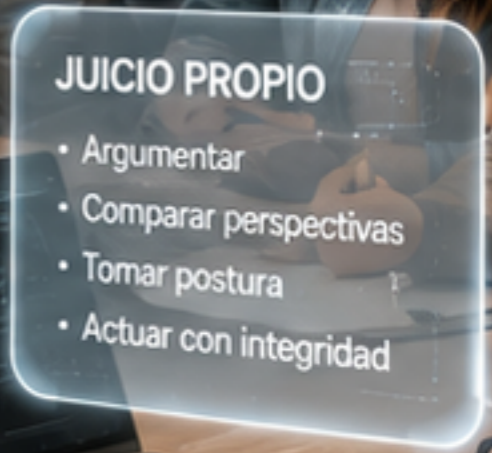 JUICIO PROPIO
• Argumentar
• Comparar perspectivas
• Tomar postura
• Actuar con integridad